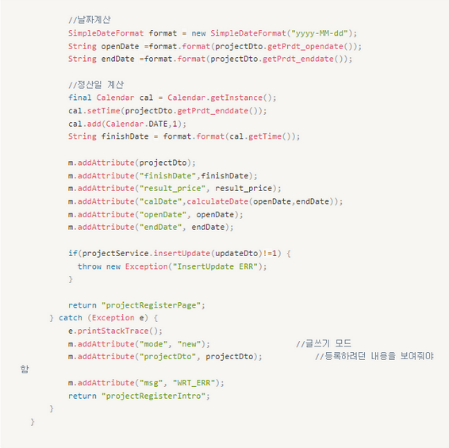 //날짜계산
SimpleDateFormat format = new SimpleDateFormat("yyyy-MM-dd");
String openDate =format.format(projectDto.getPrdt_opendate());
String endDate =format.format(projectDto.getPrdt_enddate());
//정산일 계산
final Calendar cal = Calendar.getInstance();
cal.setTime(projectDto.getPrdt_enddate());
cal.add(Calendar.DATE,1);
String finishDate = format.format(cal.getTime());
m.addAttribute(projectDto);
m.addAttribute("finishDate",finishDate);
m.addAttribute("result_price", result_price);
m.addAttribute("calDate",calculateDate(openDate,endDate));
m.addAttribute("openDate", openDate);
m.addAttribute("endDate", endDate);
if(projectService.insertUpdate(updateDto)!=1) {
throw new Exception("InsertUpdate ERR");
}
return "projectRegisterPage";
} catch (Exception e) {
e.printStackTrace();
m.addAttribute("mode", "new"); //글쓰기 모드
m.addAttribute("projectDto", projectDto); //등록하려던 내용을 보여줘야
함
m.addAttribute("msg", "WRT_ERR");
return "projectRegisterIntro";
}
}